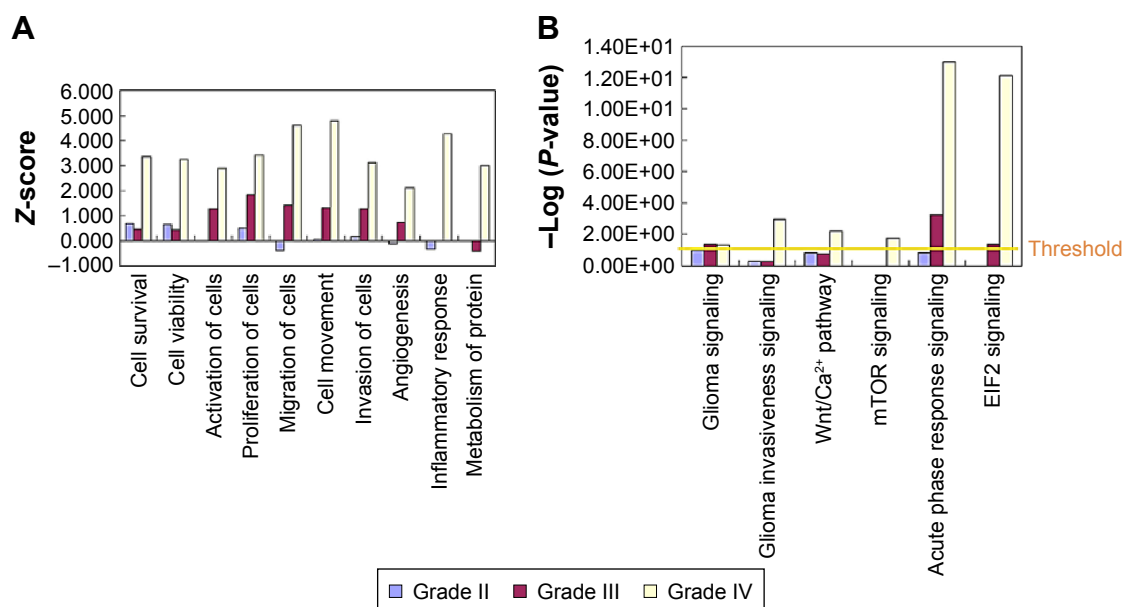 A
Z-score
6.000
5.000
4.000
3.000
2.000
1.000
0.000
–1.000
Cell survival
Cell viability
Activation of cells
Proliferation of cells
Migration of cells
Cell movement
Invasion of cells
Angiogenesis
Inflammatory response
Metabolism of protein
B
–Log (P-value)
1.40E+01
1.20E+01
1.00E+01
8.00E+00
6.00E+00
4.00E+00
2.00E+00
0.00E+00
Threshold
Glioma signaling
Glioma invasiveness signaling
Wnt/Ca²⁺ pathway
mTOR signaling
Acute phase response signaling
EIF2 signaling
Grade II Grade III Grade IV